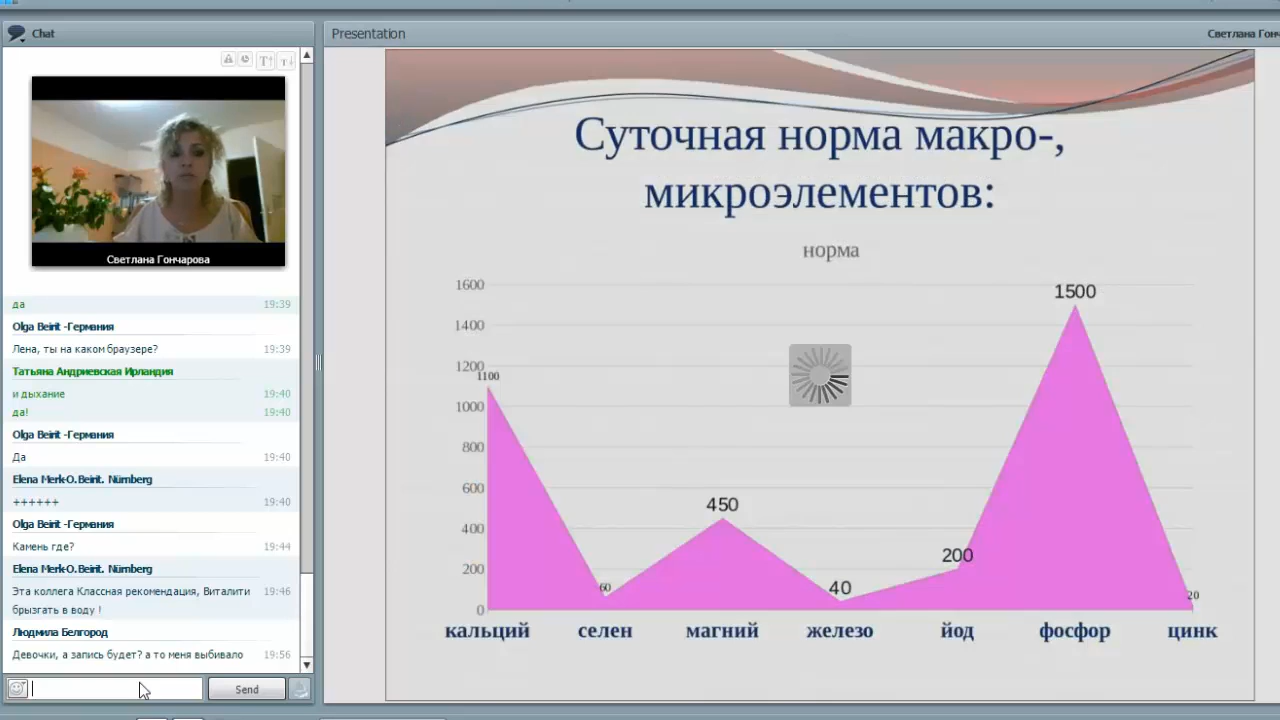 Chat
Светлана Гончарова
да 19:39
Olga Beirit -Германия
Лена, ты на каком браузере? 19:39
Татьяна Андриевская Ирландия
и дыхание 19:40
да! 19:40
Olga Beirit -Германия
Да 19:40
Elena Merk-O.Beirit. Nürnberg
++++++ 19:40
Olga Beirit -Германия
Камень где? 19:44
Elena Merk-O.Beirit. Nürnberg
Эта коллега Классная рекомендация, Виталити 19:46
брызгать в воду !
Людмила Белгород
Девочки, а запись будет? а то меня выбивало 19:56
Send
Presentation
Светлана Гонч
Суточная норма макро-,
микроэлементов:
норма
1600
1400
1200
1000
800
600
400
200
0
1100
60
450
40
200
1500
20
кальций селен магний железо йод фосфор цинк